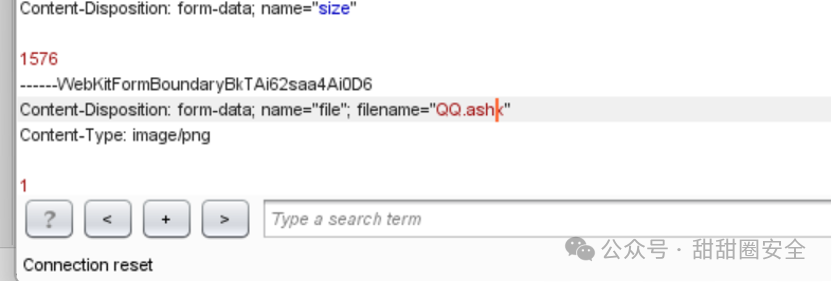 Content-Disposition: form-data; name="size"
1576
------WebKitFormBoundaryBkTAi62saa4Ai0D6
Content-Disposition: form-data; name="file"; filename="QQ.ashx"
Content-Type: image/png
1
? < + > Type a search term
公众号 · 甜甜圈安全
Connection reset